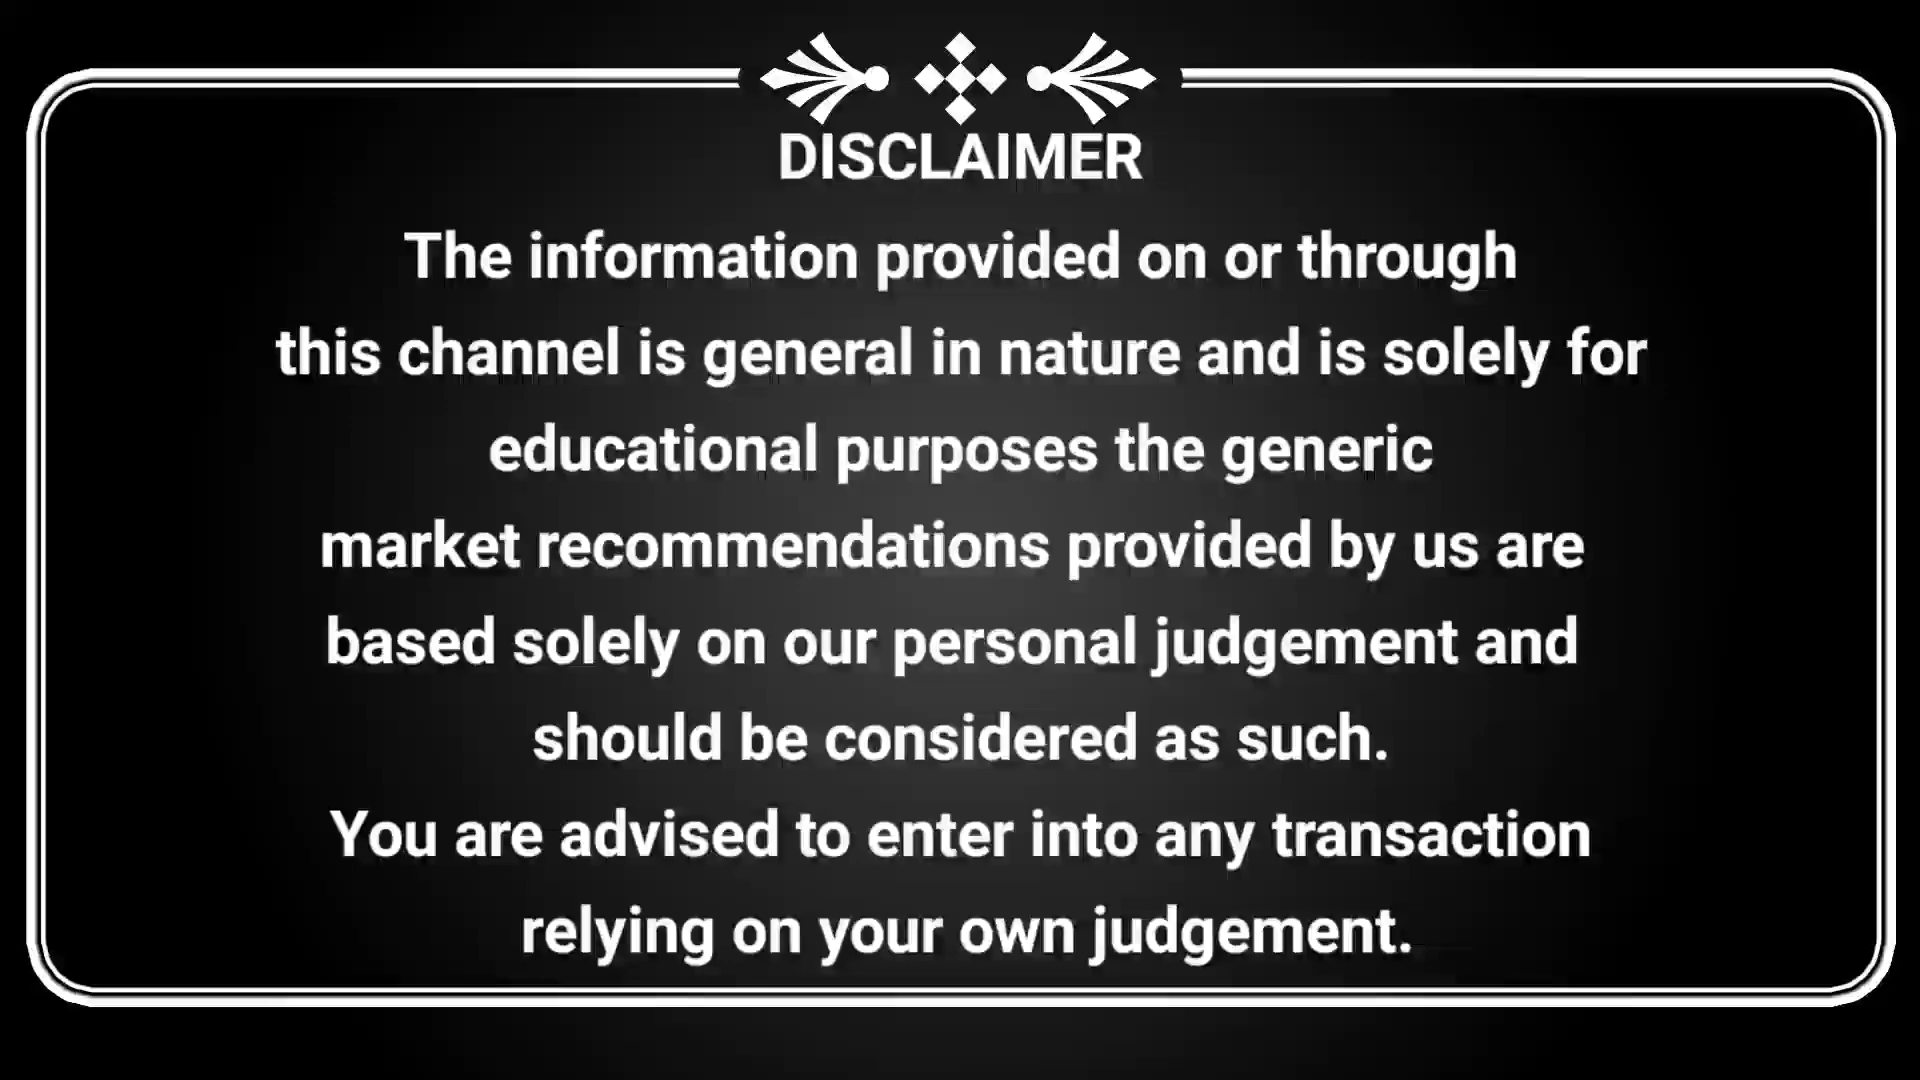 DISCLAIMER
The information provided on or through
this channel is general in nature and is solely for
educational purposes the generic
market recommendations provided by us are
based solely on our personal judgement and
should be considered as such.
You are advised to enter into any transaction
relying on your own judgement.